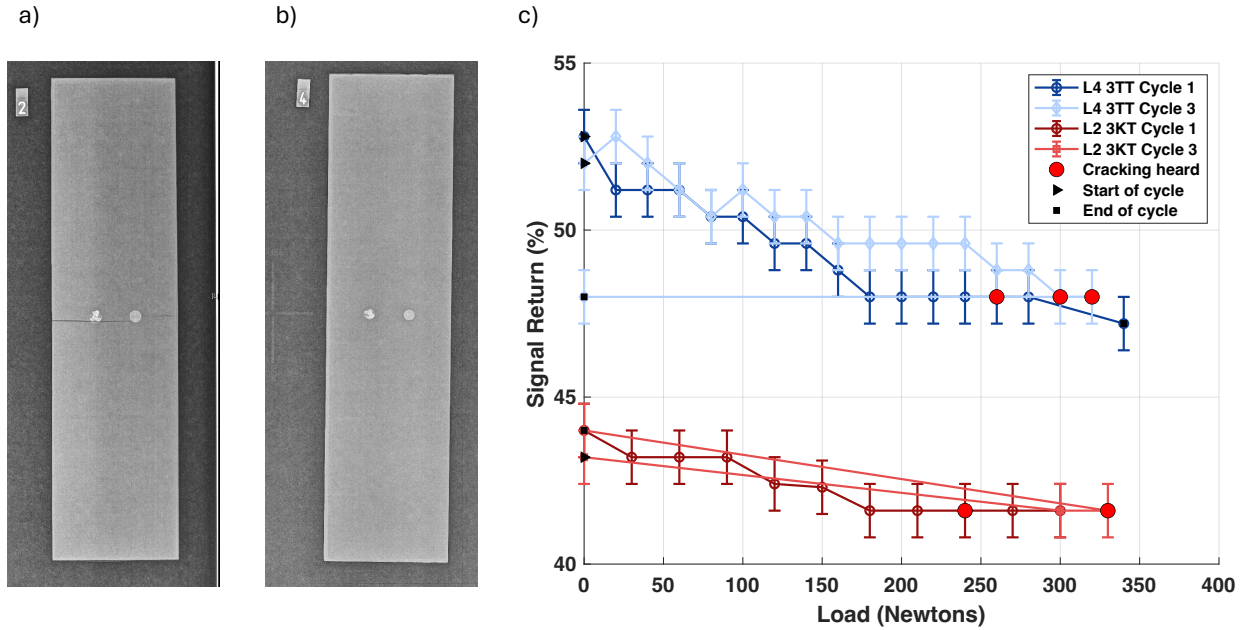 a)
b)
c)
2
4
55
50
45
40
Signal Return (%)
L4 3TT Cycle 1
L4 3TT Cycle 3
L2 3KT Cycle 1
L2 3KT Cycle 3
Cracking heard
Start of cycle
End of cycle
0 50 100 150 200 250 300 350 400
Load (Newtons)